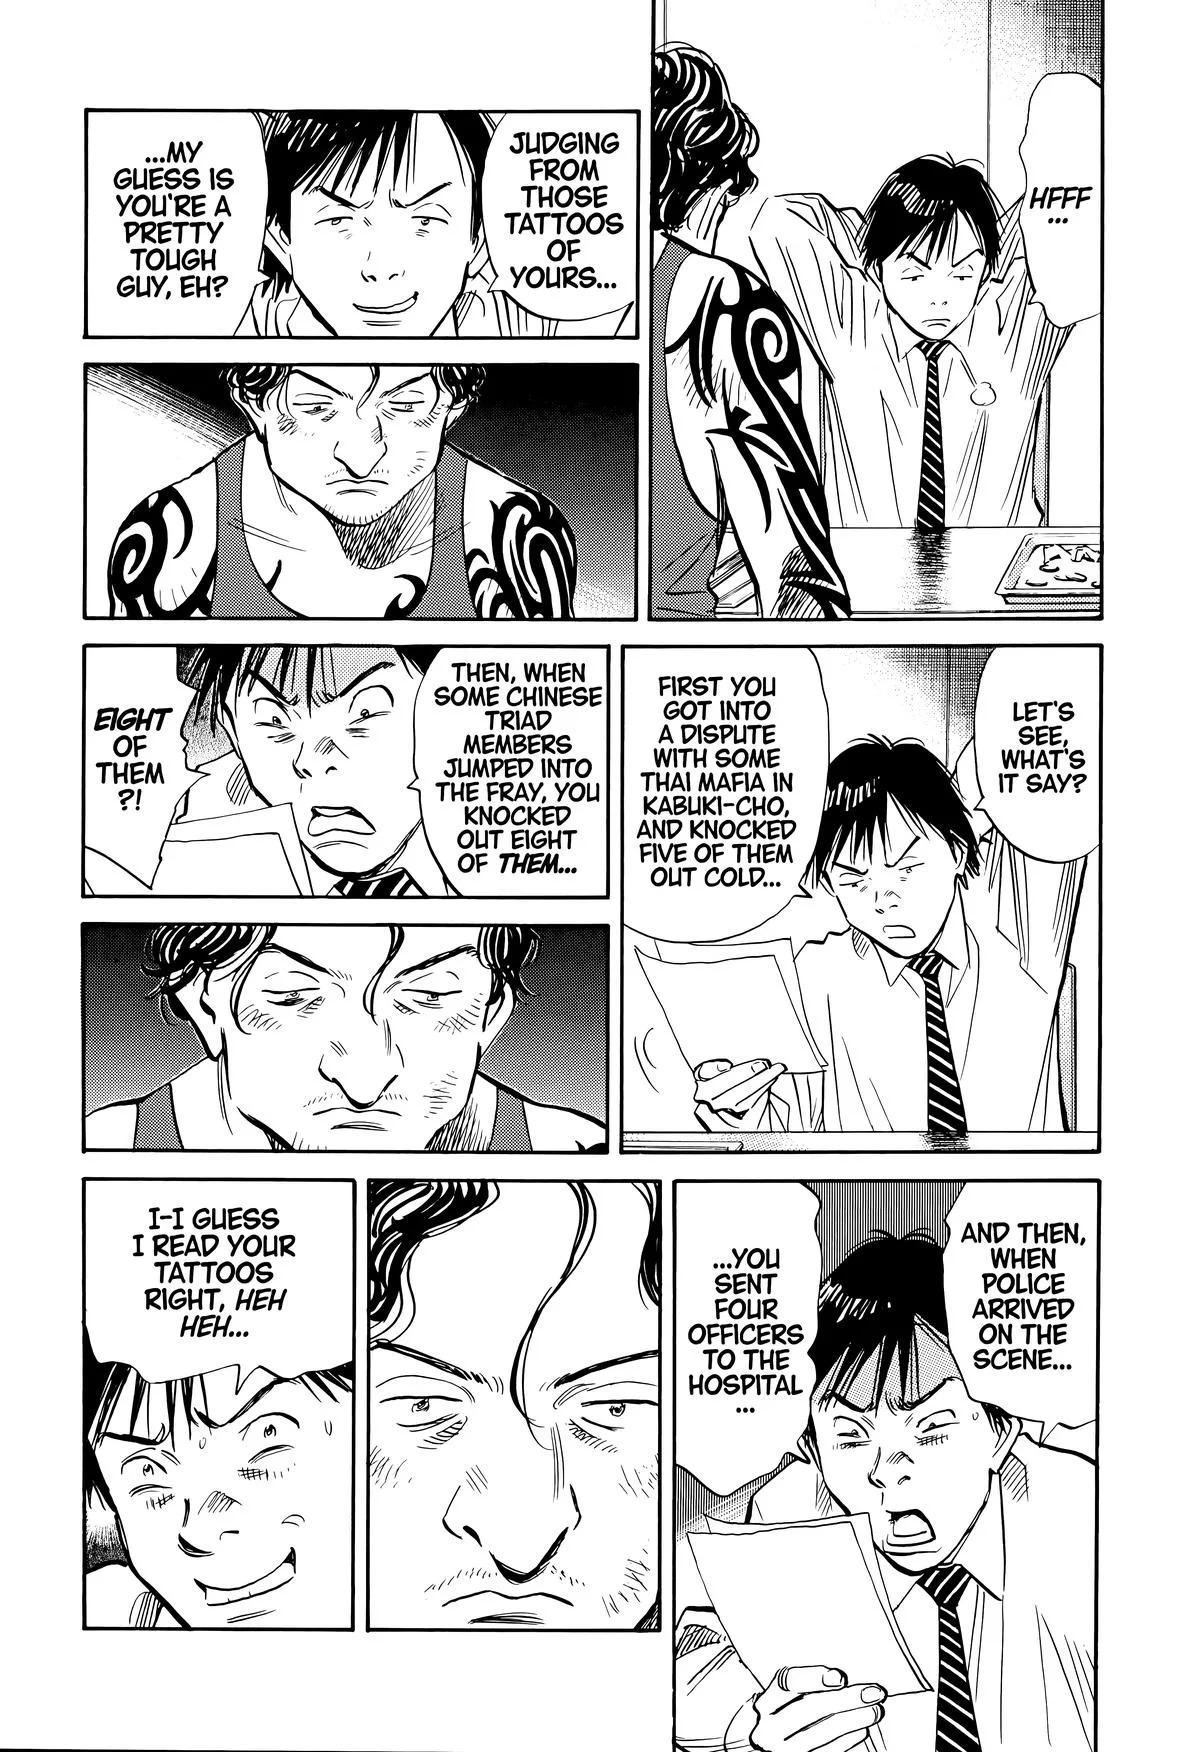 HFFF
...
JUDGING
FROM
THOSE
TATTOOS
OF
YOURS...
...MY
GUESS IS
YOU'RE A
PRETTY
TOUGH
GUY, EH?
LET'S
SEE,
WHAT'S
IT SAY?
FIRST YOU
GOT INTO
A DISPUTE
WITH SOME
THAI MAFIA IN
KABUKI-CHO,
AND KNOCKED
FIVE OF THEM
OUT COLD...
THEN, WHEN
SOME CHINESE
TRIAD
MEMBERS
JUMPED INTO
THE FRAY, YOU
KNOCKED
OUT EIGHT
OF THEM...
EIGHT
OF
THEM
?!
AND THEN,
WHEN
POLICE
ARRIVED
ON THE
SCENE...
...YOU
SENT
FOUR
OFFICERS
TO THE
HOSPITAL
...
I-I GUESS
I READ YOUR
TATTOOS
RIGHT, HEH
HEH...